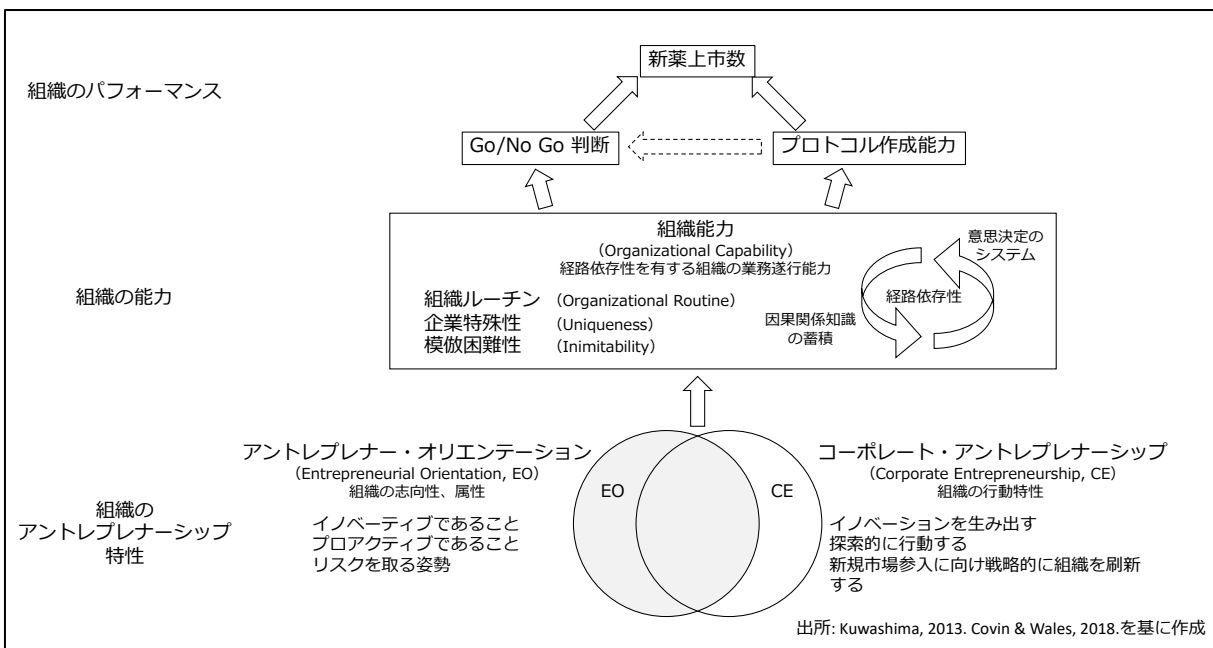 新薬上市数
組織のパフォーマンス
Go/No Go 判断
プロトコル作成能力
組織能力
(Organizational Capability)
経路依存性を有する組織の業務遂行能力
意思決定の
システム
組織の能力
組織ルーチン (Organizational Routine)
企業特殊性 (Uniqueness)
模倣困難性 (Inimitability)
経路依存性
因果関係知識
の蓄積
アントレプレナー・オリエンテーション
(Entrepreneurial Orientation, EO)
組織の志向性、属性
イノベーティブであること
プロアクティブであること
リスクを取る姿勢
EO
CE
コーポレート・アントレプレナーシップ
(Corporate Entrepreneurship, CE)
組織の行動特性
イノベーションを生み出す
探索的に行動する
新規市場参入に向け戦略的に組織を刷新
する
組織の
アントレプレナーシップ
特性
出所: Kuwashima, 2013. Covin & Wales, 2018.を基に作成